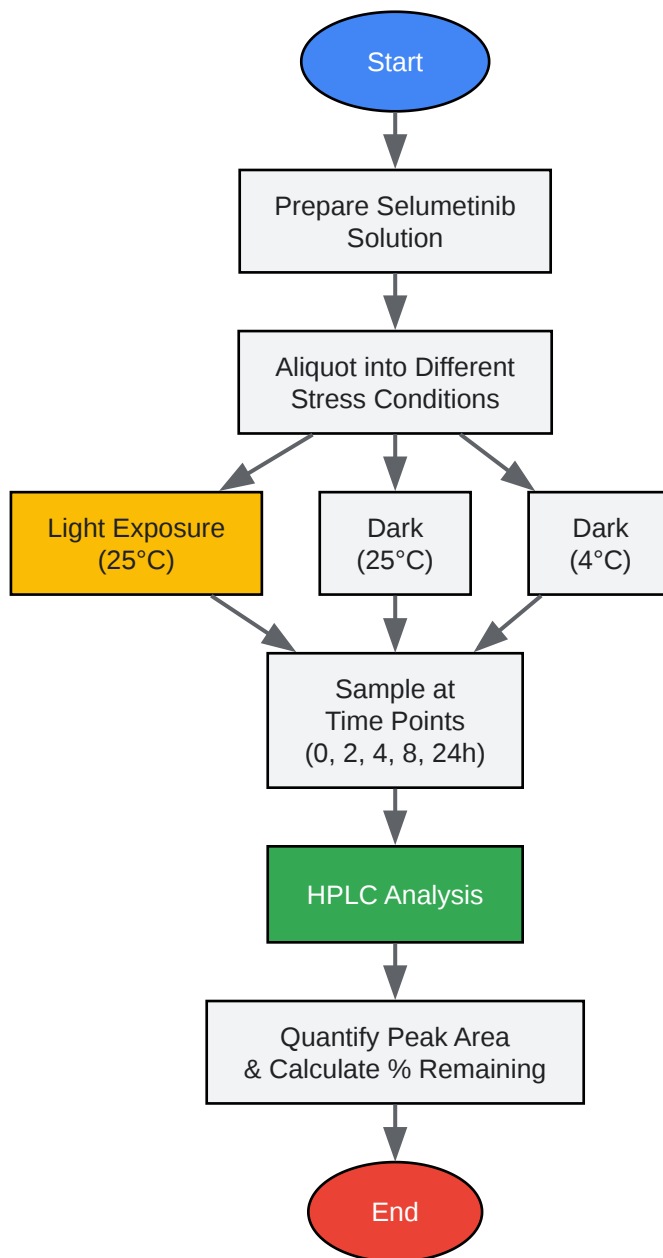 Start
Prepare Selumetinib
Solution
Aliquot into Different
Stress Conditions
Light Exposure
(25°C)
Dark
(25°C)
Dark
(4°C)
Sample at
Time Points
(0, 2, 4, 8, 24h)
HPLC Analysis
Quantify Peak Area
& Calculate % Remaining
End